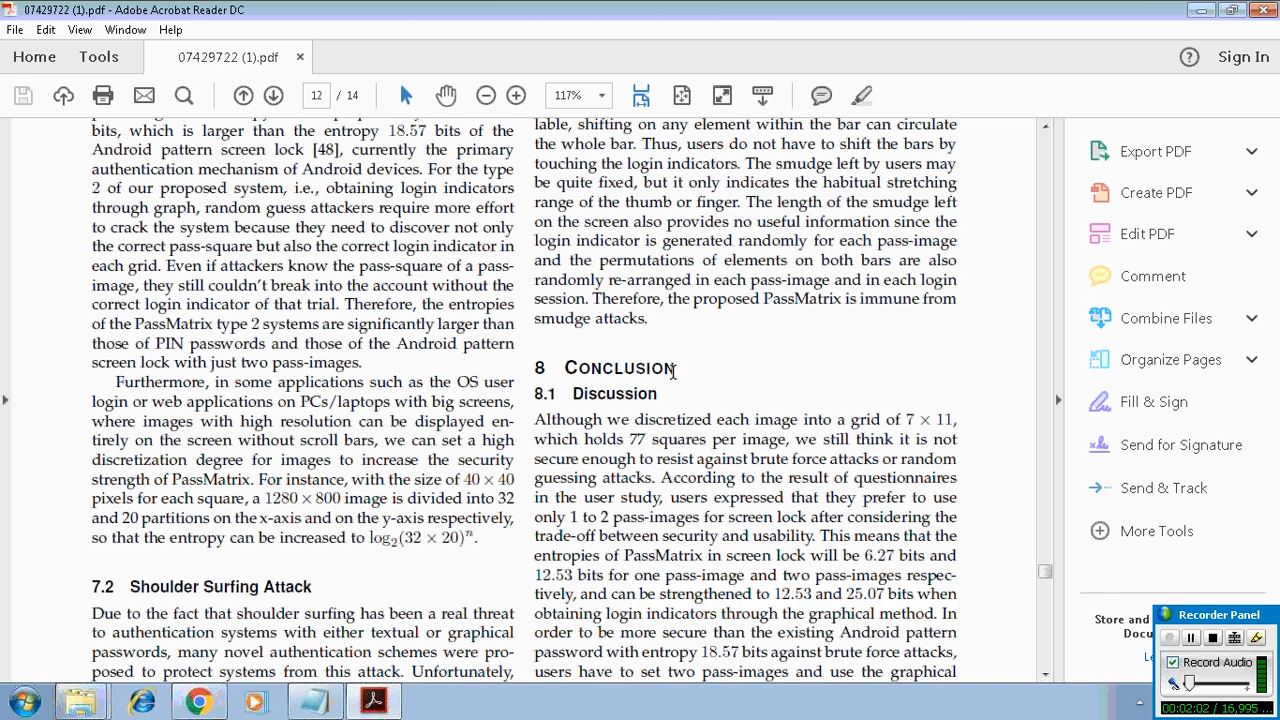 07429722 (1).pdf - Adobe Acrobat Reader DC
File Edit View Window Help
Home Tools 07429722 (1).pdf × ? Sign In
12 / 14 117%
bits, which is larger than the entropy 18.57 bits of the
Android pattern screen lock [48], currently the primary
authentication mechanism of Android devices. For the type
2 of our proposed system, i.e., obtaining login indicators
through graph, random guess attackers require more effort
to crack the system because they need to discover not only
the correct pass-square but also the correct login indicator in
each grid. Even if attackers know the pass-square of a pass-
image, they still couldn't break into the account without the
correct login indicator of that trial. Therefore, the entropies
of the PassMatrix type 2 systems are significantly larger than
those of PIN passwords and those of the Android pattern
screen lock with just two pass-images.
Furthermore, in some applications such as the OS user
login or web applications on PCs/laptops with big screens,
where images with high resolution can be displayed en-
tirely on the screen without scroll bars, we can set a high
discretization degree for images to increase the security
strength of PassMatrix. For instance, with the size of 40 × 40
pixels for each square, a 1280 × 800 image is divided into 32
and 20 partitions on the x-axis and on the y-axis respectively,
so that the entropy can be increased to log₂(32 × 20)ⁿ.
7.2 Shoulder Surfing Attack
Due to the fact that shoulder surfing has been a real threat
to authentication systems with either textual or graphical
passwords, many novel authentication schemes were pro-
posed to protect systems from this attack. Unfortunately,
lable, shifting on any element within the bar can circulate
the whole bar. Thus, users do not have to shift the bars by
touching the login indicators. The smudge left by users may
be quite fixed, but it only indicates the habitual stretching
range of the thumb or finger. The length of the smudge left
on the screen also provides no useful information since the
login indicator is generated randomly for each pass-image
and the permutations of elements on both bars are also
randomly re-arranged in each pass-image and in each login
session. Therefore, the proposed PassMatrix is immune from
smudge attacks.
8 CONCLUSION
8.1 Discussion
Although we discretized each image into a grid of 7 × 11,
which holds 77 squares per image, we still think it is not
secure enough to resist against brute force attacks or random
guessing attacks. According to the result of questionnaires
in the user study, users expressed that they prefer to use
only 1 to 2 pass-images for screen lock after considering the
trade-off between security and usability. This means that the
entropies of PassMatrix in screen lock will be 6.27 bits and
12.53 bits for one pass-image and two pass-images respec-
tively, and can be strengthened to 12.53 and 25.07 bits when
obtaining login indicators through the graphical method. In
order to be more secure than the existing Android pattern
password with entropy 18.57 bits against brute force attacks,
users have to set two pass-images and use the graphical
Export PDF
Create PDF
Edit PDF
Comment
Combine Files
Organize Pages
Fill & Sign
Send for Signature
Send & Track
More Tools
Store and
Docu
Le
Recorder Panel
Record Audio
00:02:02 / 16,995 ...